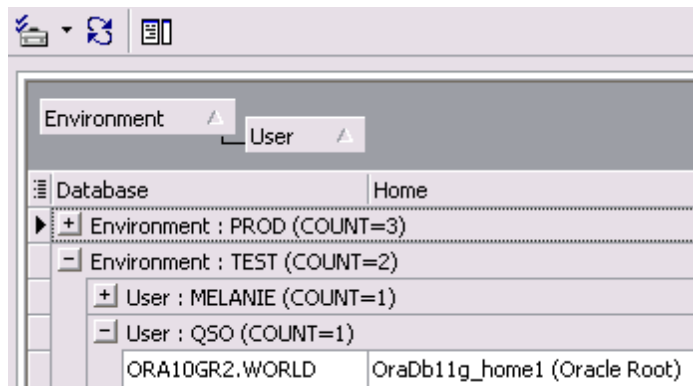 Environment
User
Database Home
Environment : PROD (COUNT=3)
Environment : TEST (COUNT=2)
User : MELANIE (COUNT=1)
User : QSO (COUNT=1)
ORA10GR2.WORLD OraDb11g_home1 (Oracle Root)